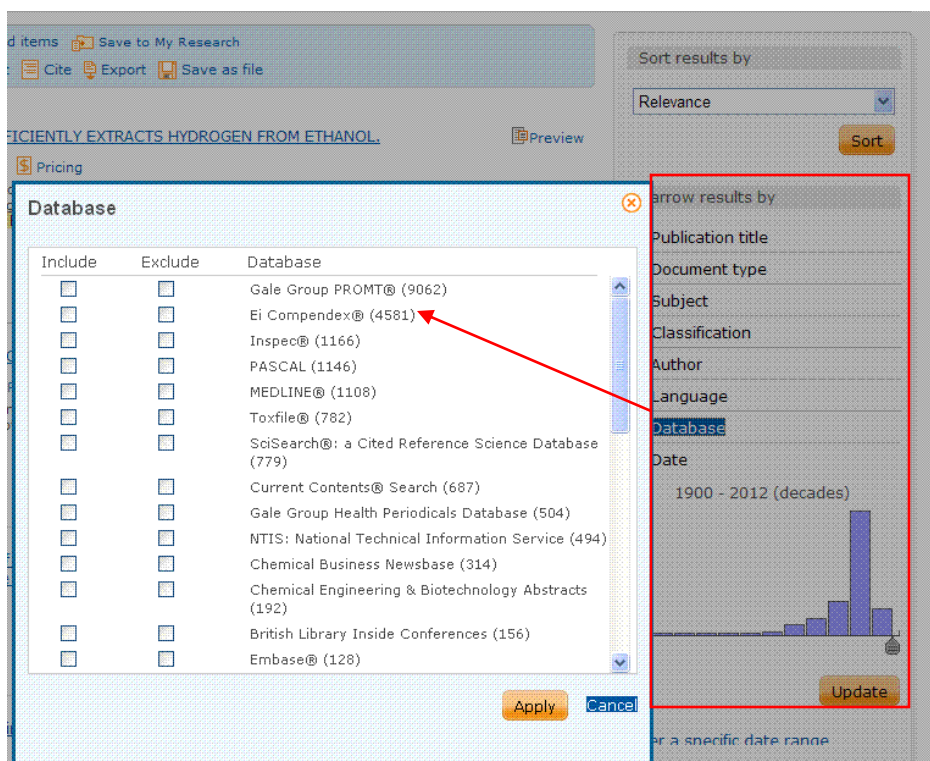 d items Save to My Research
Cite Export Save as file
FICIENTLY EXTRACTS HYDROGEN FROM ETHANOL.
Preview
Pricing
Sort results by
Relevance
Sort
Database
Include Exclude Database
Gale Group PROMT® (9062)
Ei Compendex® (4581)
Inspec® (1166)
PASCAL (1146)
MEDLINE® (1108)
Toxfile® (782)
SciSearch®: a Cited Reference Science Database
(779)
Current Contents® Search (687)
Gale Group Health Periodicals Database (504)
NTIS: National Technical Information Service (494)
Chemical Business Newsbase (314)
Chemical Engineering & Biotechnology Abstracts
(192)
British Library Inside Conferences (156)
Embase® (128)
Apply Cancel
arrow results by
Publication title
Document type
Subject
Classification
Author
Language
Database
Date
1900 - 2012 (decades)
Update
er a specific date range